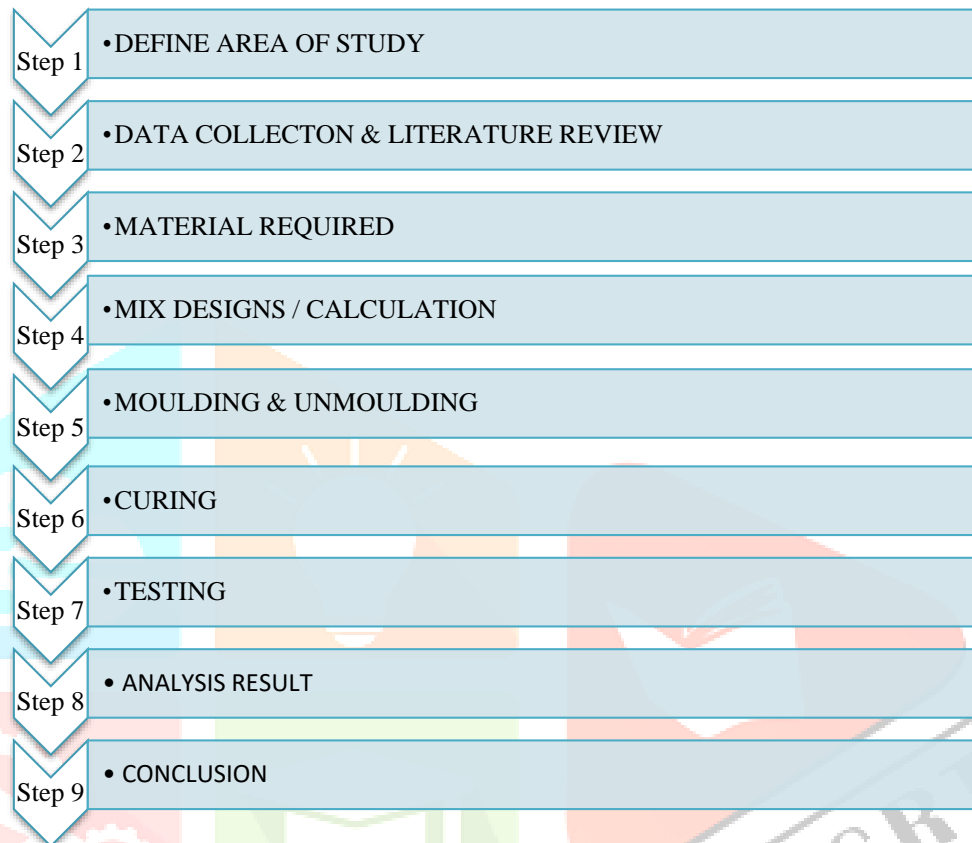 Step 1
•DEFINE AREA OF STUDY
Step 2
•DATA COLLECTON & LITERATURE REVIEW
Step 3
•MATERIAL REQUIRED
Step 4
•MIX DESIGNS / CALCULATION
Step 5
•MOULDING & UNMOULDING
Step 6
•CURING
Step 7
•TESTING
Step 8
• ANALYSIS RESULT
Step 9
• CONCLUSION